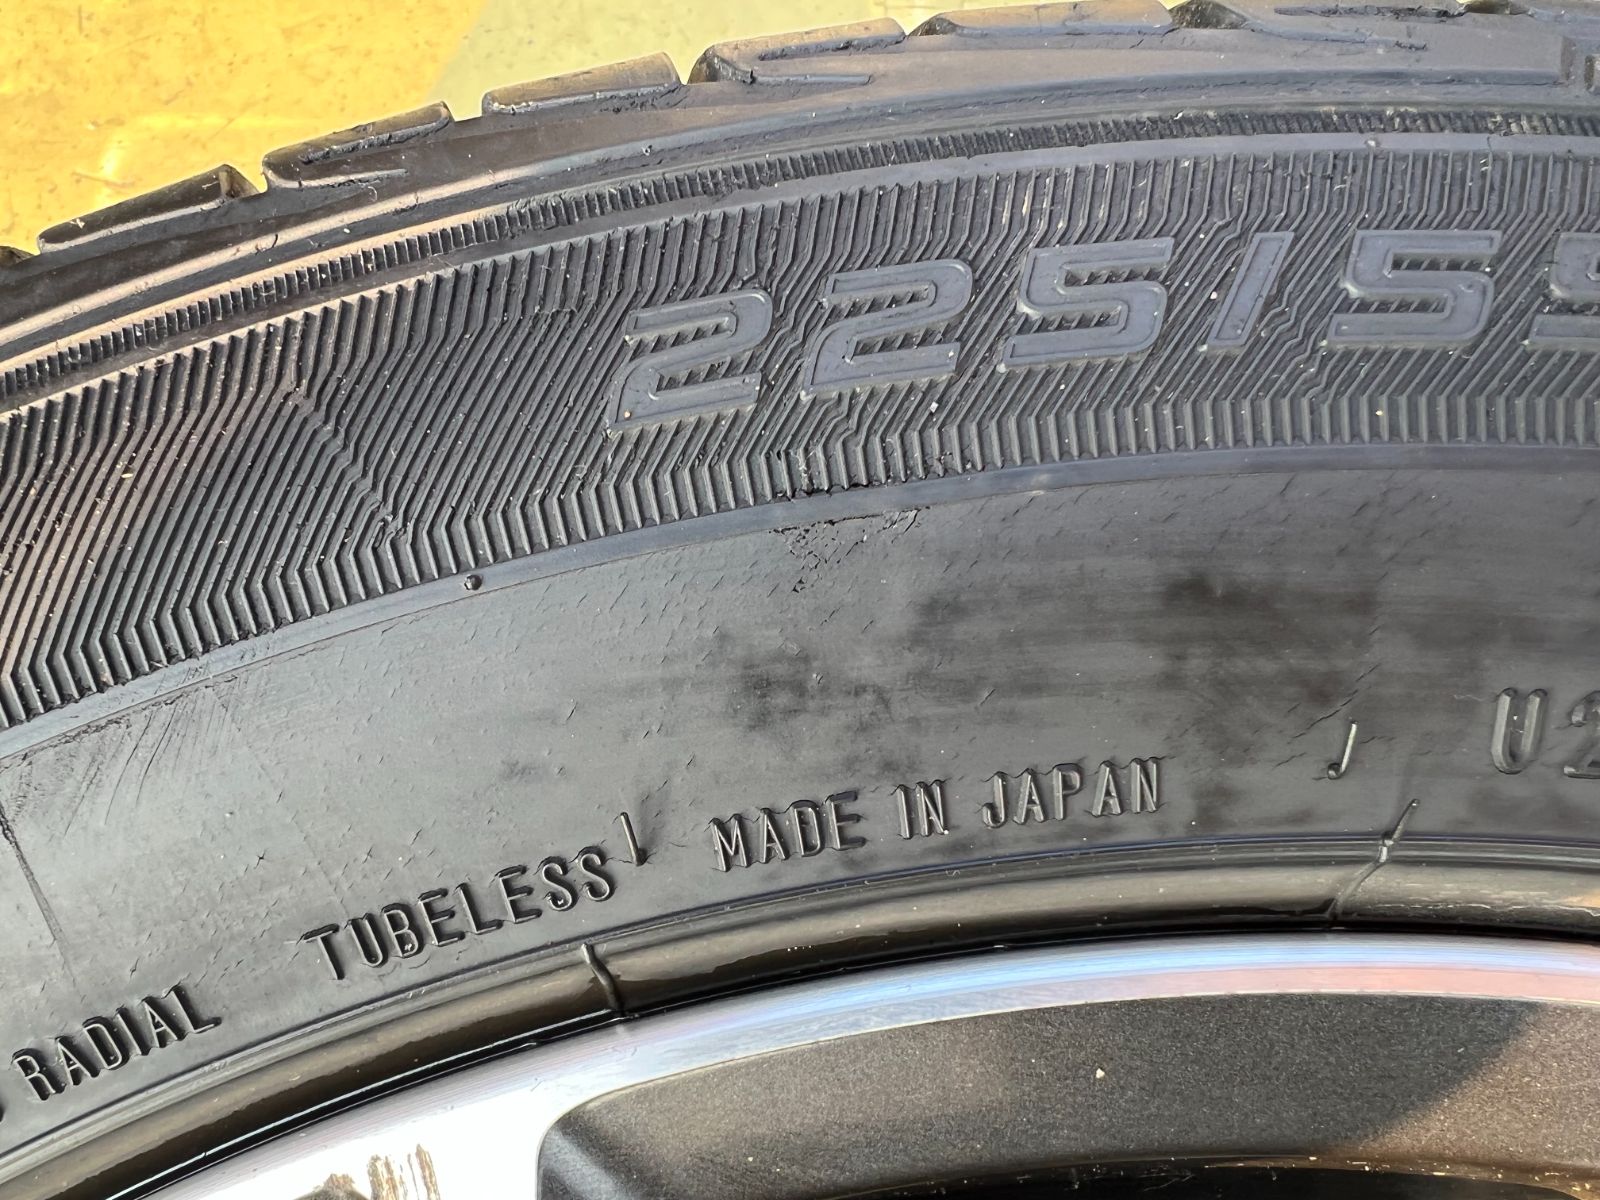 225/55
RADIAL TUBELESS MADE IN JAPAN